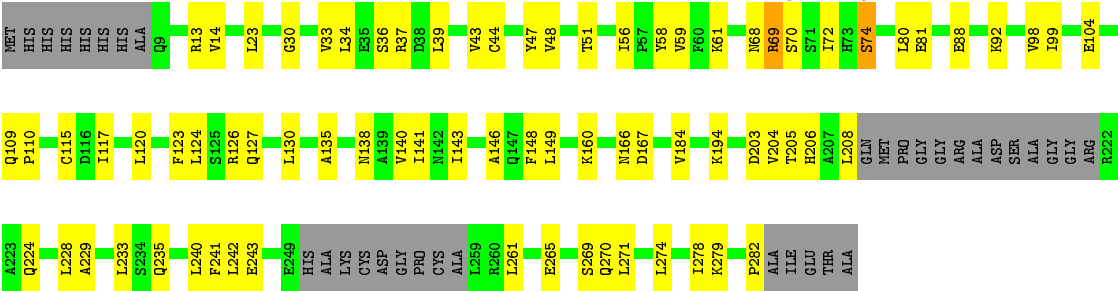 MET HIS HIS HIS HIS HIS HIS ALA Q9 R13 V14 L23 G30 V33 L34 E35 S36 R37 D38 L39 V43 C44 Y47 V48 T51 I56 P57 Y58 V59 F60 K61 N68 R69 S70 S71 I72 H73 S74 L80 E81 E88 K92 V98 I99 E104
Q109 P110 C115 D116 I117 L120 F123 L124 S125 R126 Q127 L130 A135 N138 A139 V140 I141 N142 I143 A146 Q147 F148 L149 K160 N166 D167 V184 K194 D203 V204 T205 H206 A207 L208 GLN MET PRO GLY GLY ARG ALA ASP SER ALA GLY GLY ARG R222
A223 Q224 L228 A229 L233 S234 Q235 L240 F241 L242 E243 E249 HIS ALA LYS CYS ASP GLY PRO CYS ALA L259 R260 L261 E265 S269 Q270 L271 L274 I278 K279 P282 ALA ILE GLU THR ALA